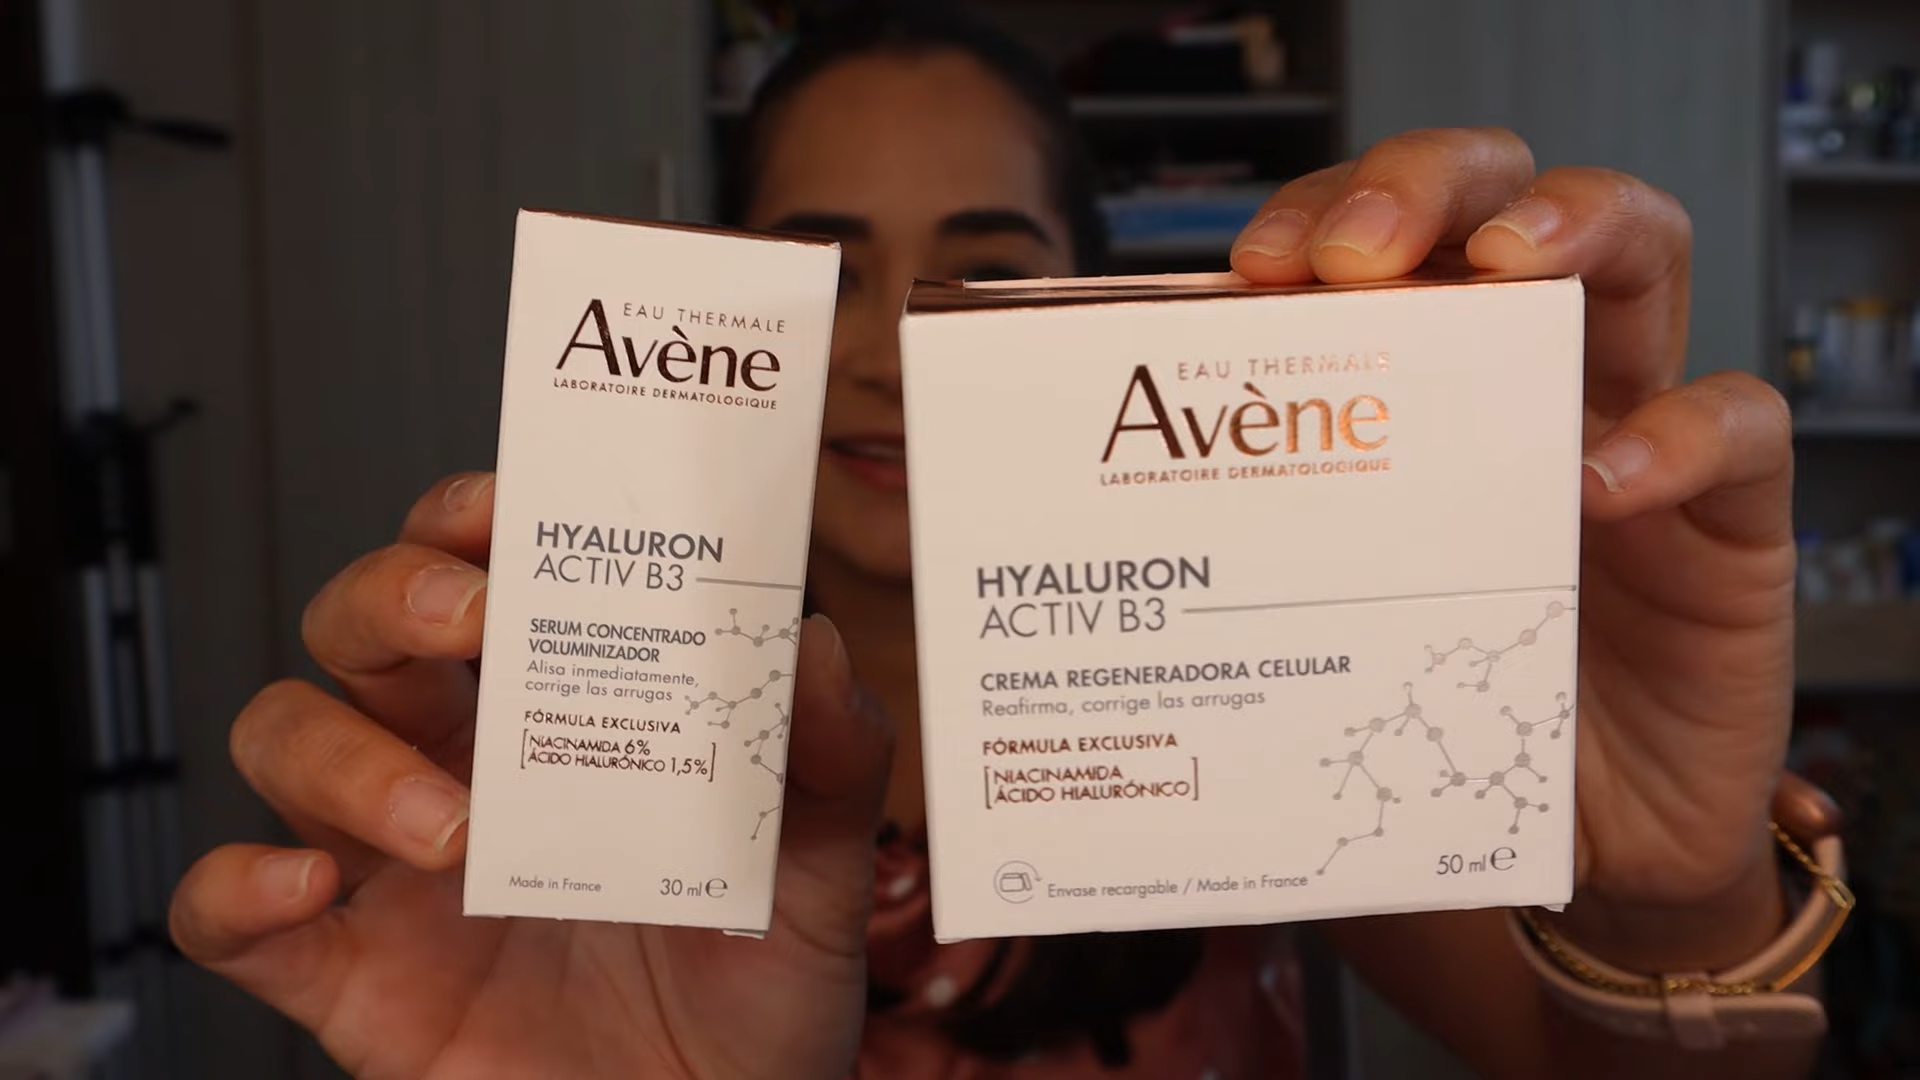 EAU THERMALE
Avène
LABORATOIRE DERMATOLOGIQUE
HYALURON
ACTIV B3
SERUM CONCENTRADO
VOLUMINIZADOR
Alisa inmediatamente,
corrige las arrugas
FÓRMULA EXCLUSIVA
[NIACINAMIDA 6%
ÁCIDO HIALURÓNICO 1,5%]
Made in France 30 ml ℮
EAU THERMALE
Avène
LABORATOIRE DERMATOLOGIQUE
HYALURON
ACTIV B3
CREMA REGENERADORA CELULAR
Reafirma, corrige las arrugas
FÓRMULA EXCLUSIVA
[NIACINAMIDA
ÁCIDO HIALURÓNICO]
Envase recargable / Made in France 50 ml ℮